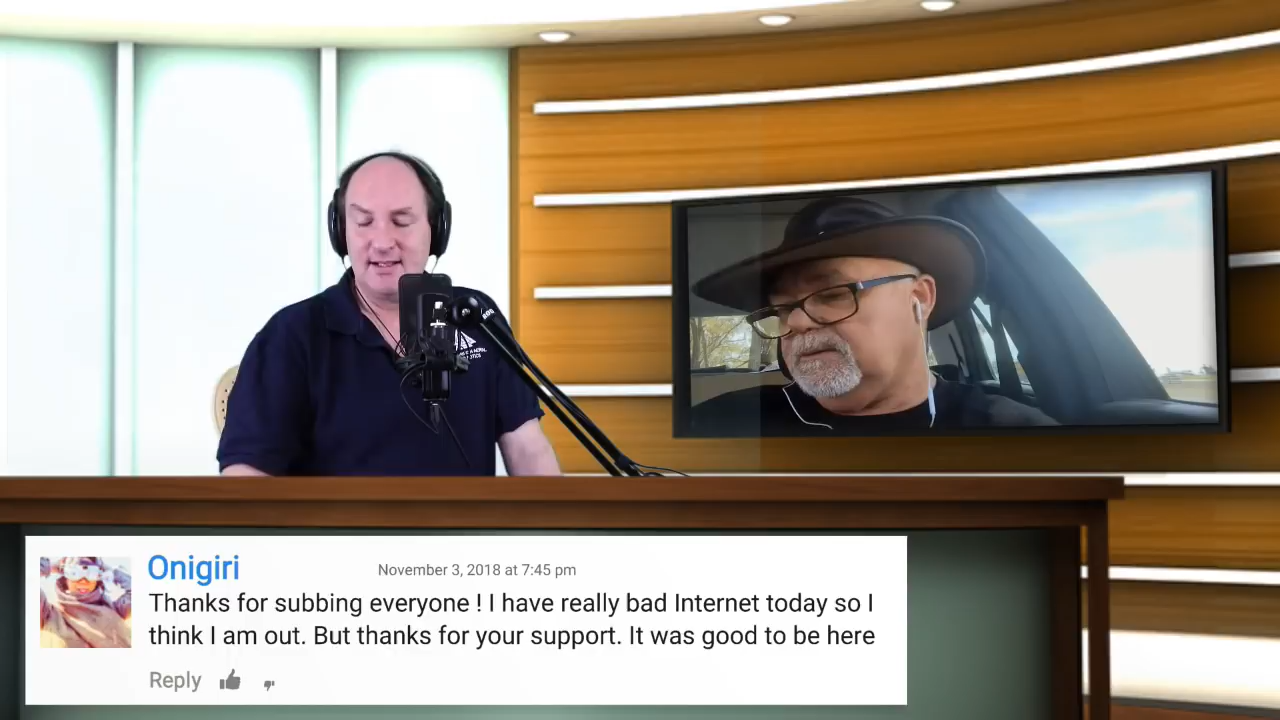 Onigiri
November 3, 2018 at 7:45 pm
Thanks for subbing everyone ! I have really bad Internet today so I
think I am out. But thanks for your support. It was good to be here
Reply